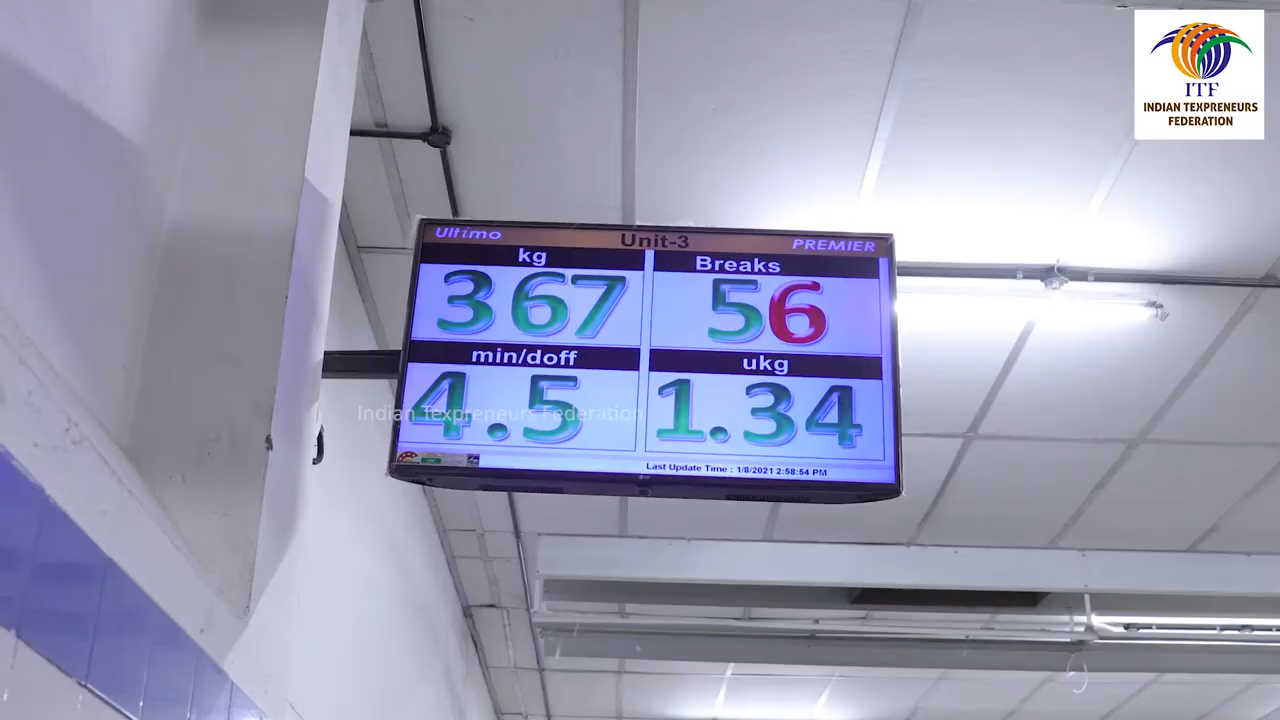 ITF
INDIAN TEXPRENEURS
FEDERATION
Ultimo
Unit-3
PREMIER
kg
Breaks
367
56
min/doff
ukg
4.5
1.34
Indian Texpreneurs Federation
Last Update Time : 1/8/2021 2:58:54 PM